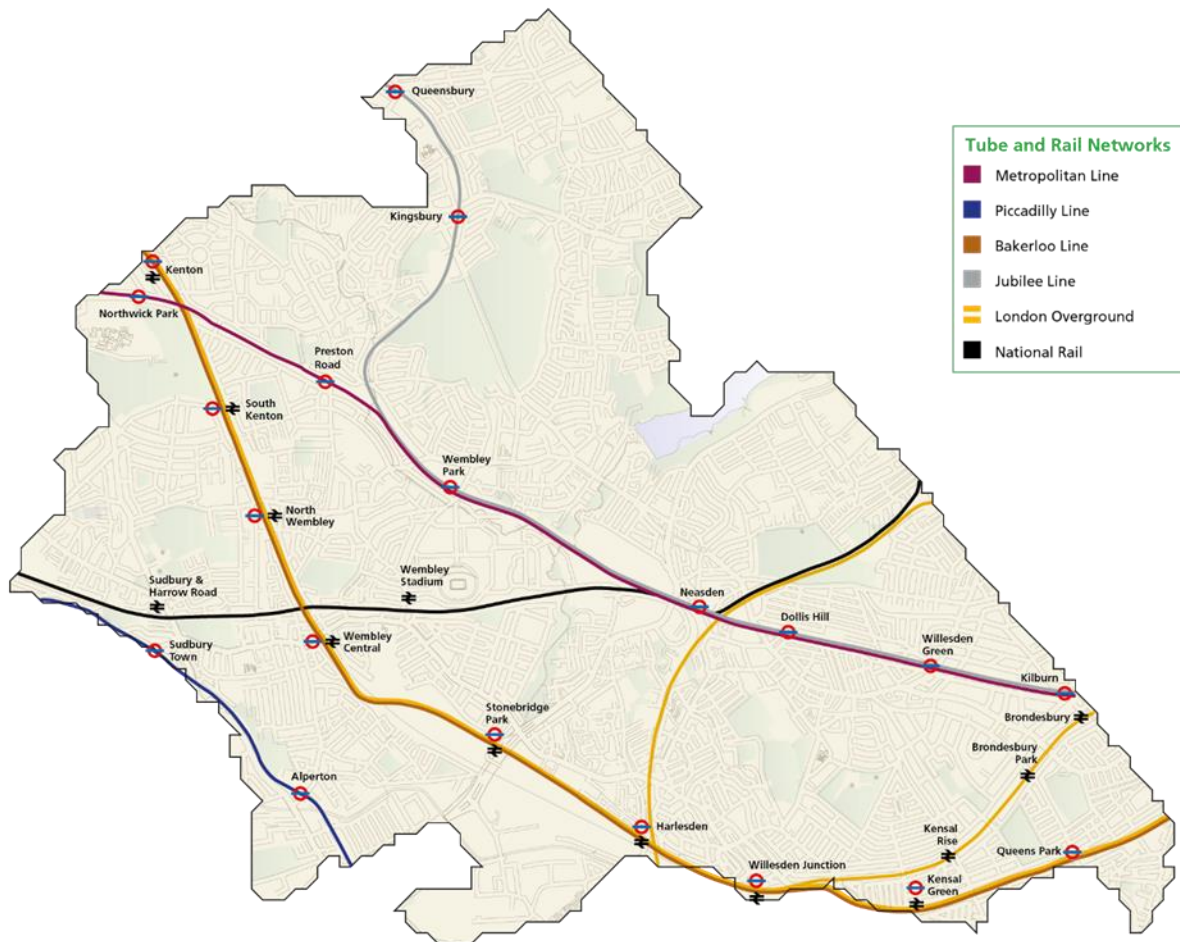 Queensbury
Kingsbury
Kenton
Northwick Park
Preston
Road
South
Kenton
Wembley
Park
North
Wembley
Sudbury &
Harrow Road
Wembley
Stadium
Neasden
Dollis Hill
Sudbury
Town
Wembley
Central
Willesden
Green
Kilburn
Brondesbury
Stonebridge
Park
Brondesbury
Park
Alperton
Harlesden
Kensal
Rise
Queens Park
Willesden Junction
Kensal
Green
Tube and Rail Networks
Metropolitan Line
Piccadilly Line
Bakerloo Line
Jubilee Line
London Overground
National Rail